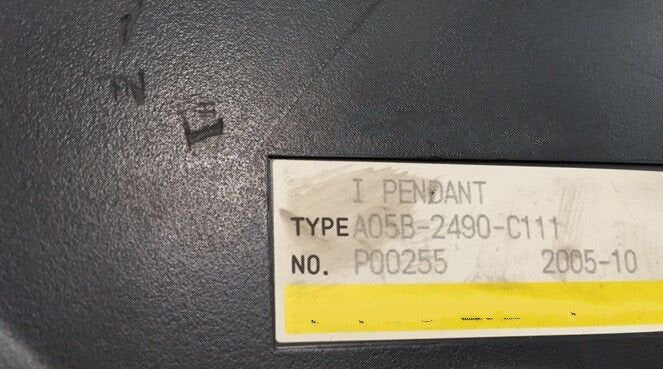 I PENDANT
TYPE A05B-2490-C111
NO. P00255 2005-10